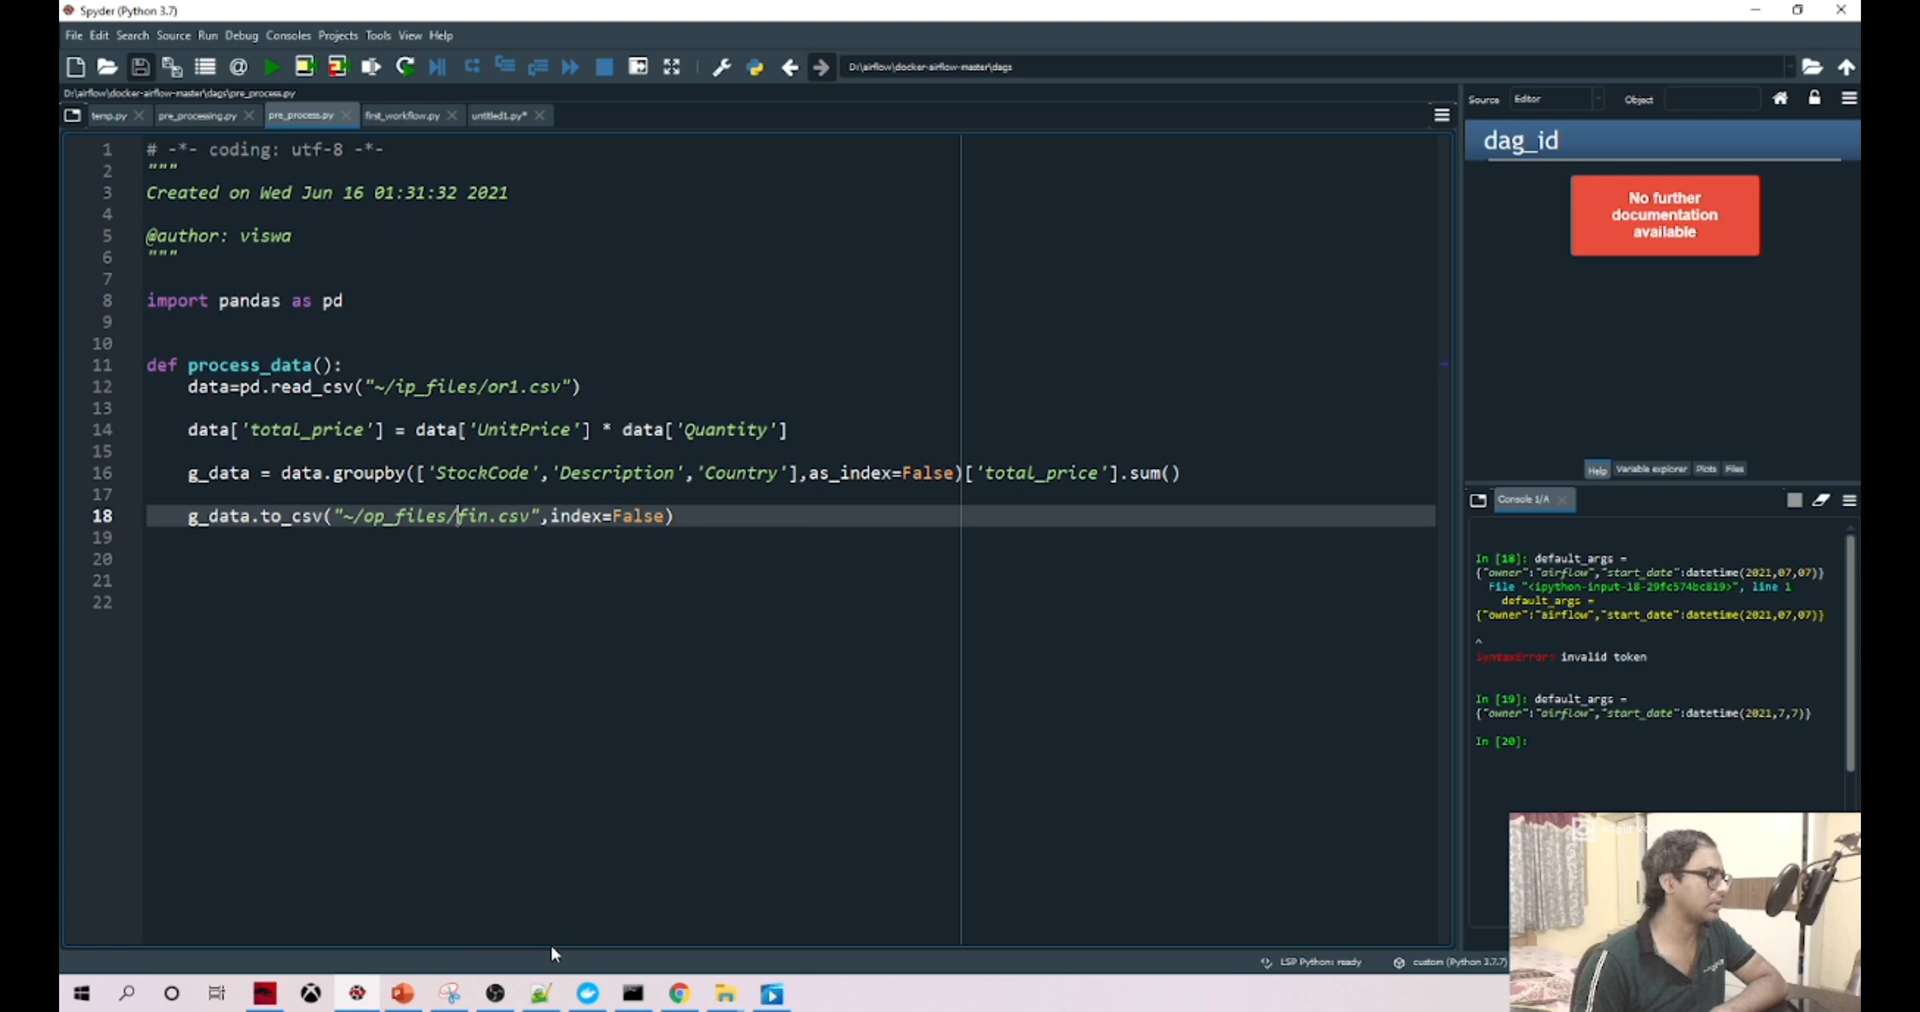 Spyder (Python 3.7)
File Edit Search Source Run Debug Consoles Projects Tools View Help
D:\airflow\docker-airflow-master\dags
D:\airflow\docker-airflow-master\dags\pre_process.py
temp.py pre_processing.py pre_process.py first_workflow.py untitled1.py*
1 # -*- coding: utf-8 -*-
2 """
3 Created on Wed Jun 16 01:31:32 2021
4
5 @author: viswa
6 """
7
8 import pandas as pd
9
10
11 def process_data():
12 data=pd.read_csv("~/ip_files/or1.csv")
13
14 data['total_price'] = data['UnitPrice'] * data['Quantity']
15
16 g_data = data.groupby(['StockCode','Description','Country'],as_index=False)['total_price'].sum()
17
18 g_data.to_csv("~/op_files/fin.csv",index=False)
19
20
21
22
Source Editor Object
dag_id
No further
documentation
available
Help Variable explorer Plots Files
Console 1/A
In [18]: default_args =
{"owner":"airflow","start_date":datetime(2021,07,07)}
File "<ipython-input-18-29fc574bc819>", line 1
default_args =
{"owner":"airflow","start_date":datetime(2021,07,07)}
^
SyntaxError: invalid token
In [19]: default_args =
{"owner":"airflow","start_date":datetime(2021,7,7)}
In [20]:
LSP Python: ready custom (Python 3.7.7)